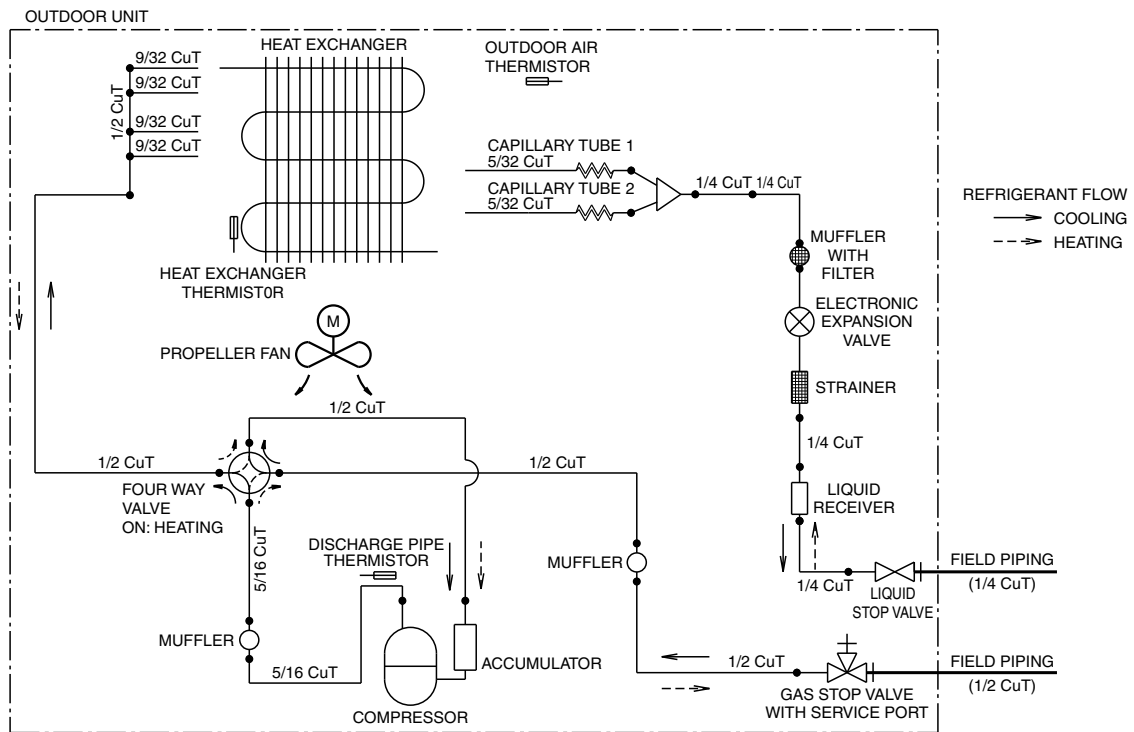 OUTDOOR UNIT
9/32 CuT
9/32 CuT
9/32 CuT
9/32 CuT
1/2 CuT
HEAT EXCHANGER
OUTDOOR AIR
THERMISTOR
CAPILLARY TUBE 1
5/32 CuT
CAPILLARY TUBE 2
5/32 CuT
1/4 CuT
1/4 CuT
REFRIGERANT FLOW
COOLING
HEATING
MUFFLER
WITH
FILTER
HEAT EXCHANGER
THERMIST0R
ELECTRONIC
EXPANSION
VALVE
M
PROPELLER FAN
STRAINER
1/2 CuT
1/4 CuT
1/2 CuT
1/2 CuT
FOUR WAY
VALVE
ON: HEATING
LIQUID
RECEIVER
5/16 CuT
DISCHARGE PIPE
THERMISTOR
MUFFLER
FIELD PIPING
(1/4 CuT)
1/4 CuT
LIQUID
STOP VALVE
MUFFLER
5/16 CuT
ACCUMULATOR
COMPRESSOR
1/2 CuT
FIELD PIPING
(1/2 CuT)
GAS STOP VALVE
WITH SERVICE PORT